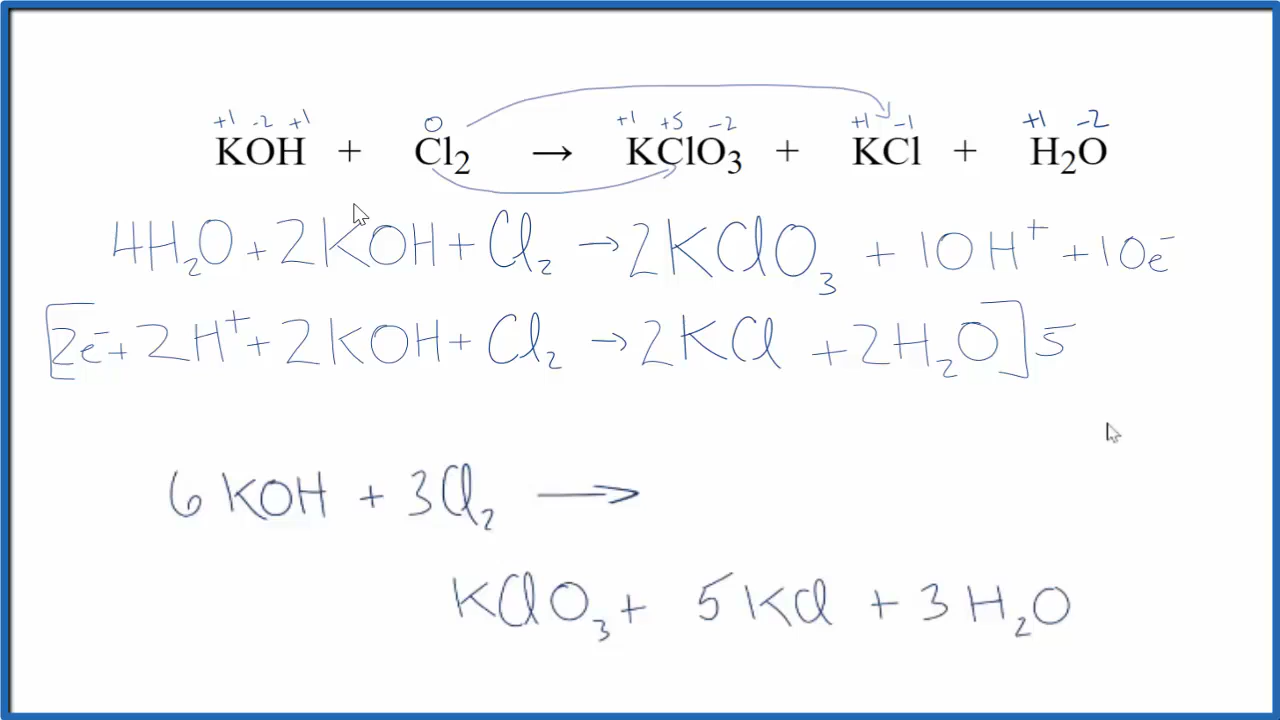 +1 -2 +1 0 +1 +5 -2 +1 -1 +1 -2
KOH + Cl₂ → KClO₃ + KCl + H₂O
4H₂O + 2KOH + Cl₂ → 2KClO₃ + 10H⁺ + 10e⁻
[2e⁻ + 2H⁺ + 2KOH + Cl₂ → 2KCl + 2H₂O]5
6KOH + 3Cl₂ →
KClO₃ + 5KCl + 3H₂O